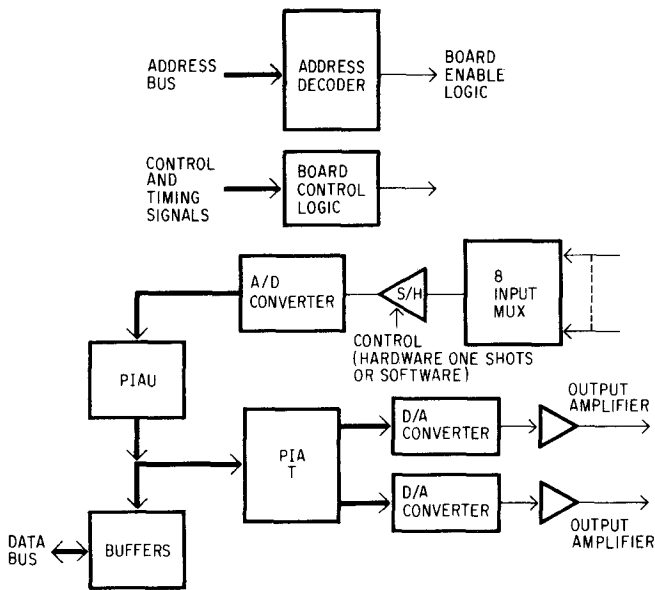 ADDRESS
BUS
ADDRESS
DECODER
BOARD
ENABLE
LOGIC
CONTROL
AND
TIMING
SIGNALS
BOARD
CONTROL
LOGIC
A/D
CONVERTER
S/H
8
INPUT
MUX
CONTROL
(HARDWARE ONE SHOTS
OR SOFTWARE)
PIAU
PIA
T
D/A
CONVERTER
OUTPUT
AMPLIFIER
D/A
CONVERTER
OUTPUT
AMPLIFIER
DATA
BUS
BUFFERS